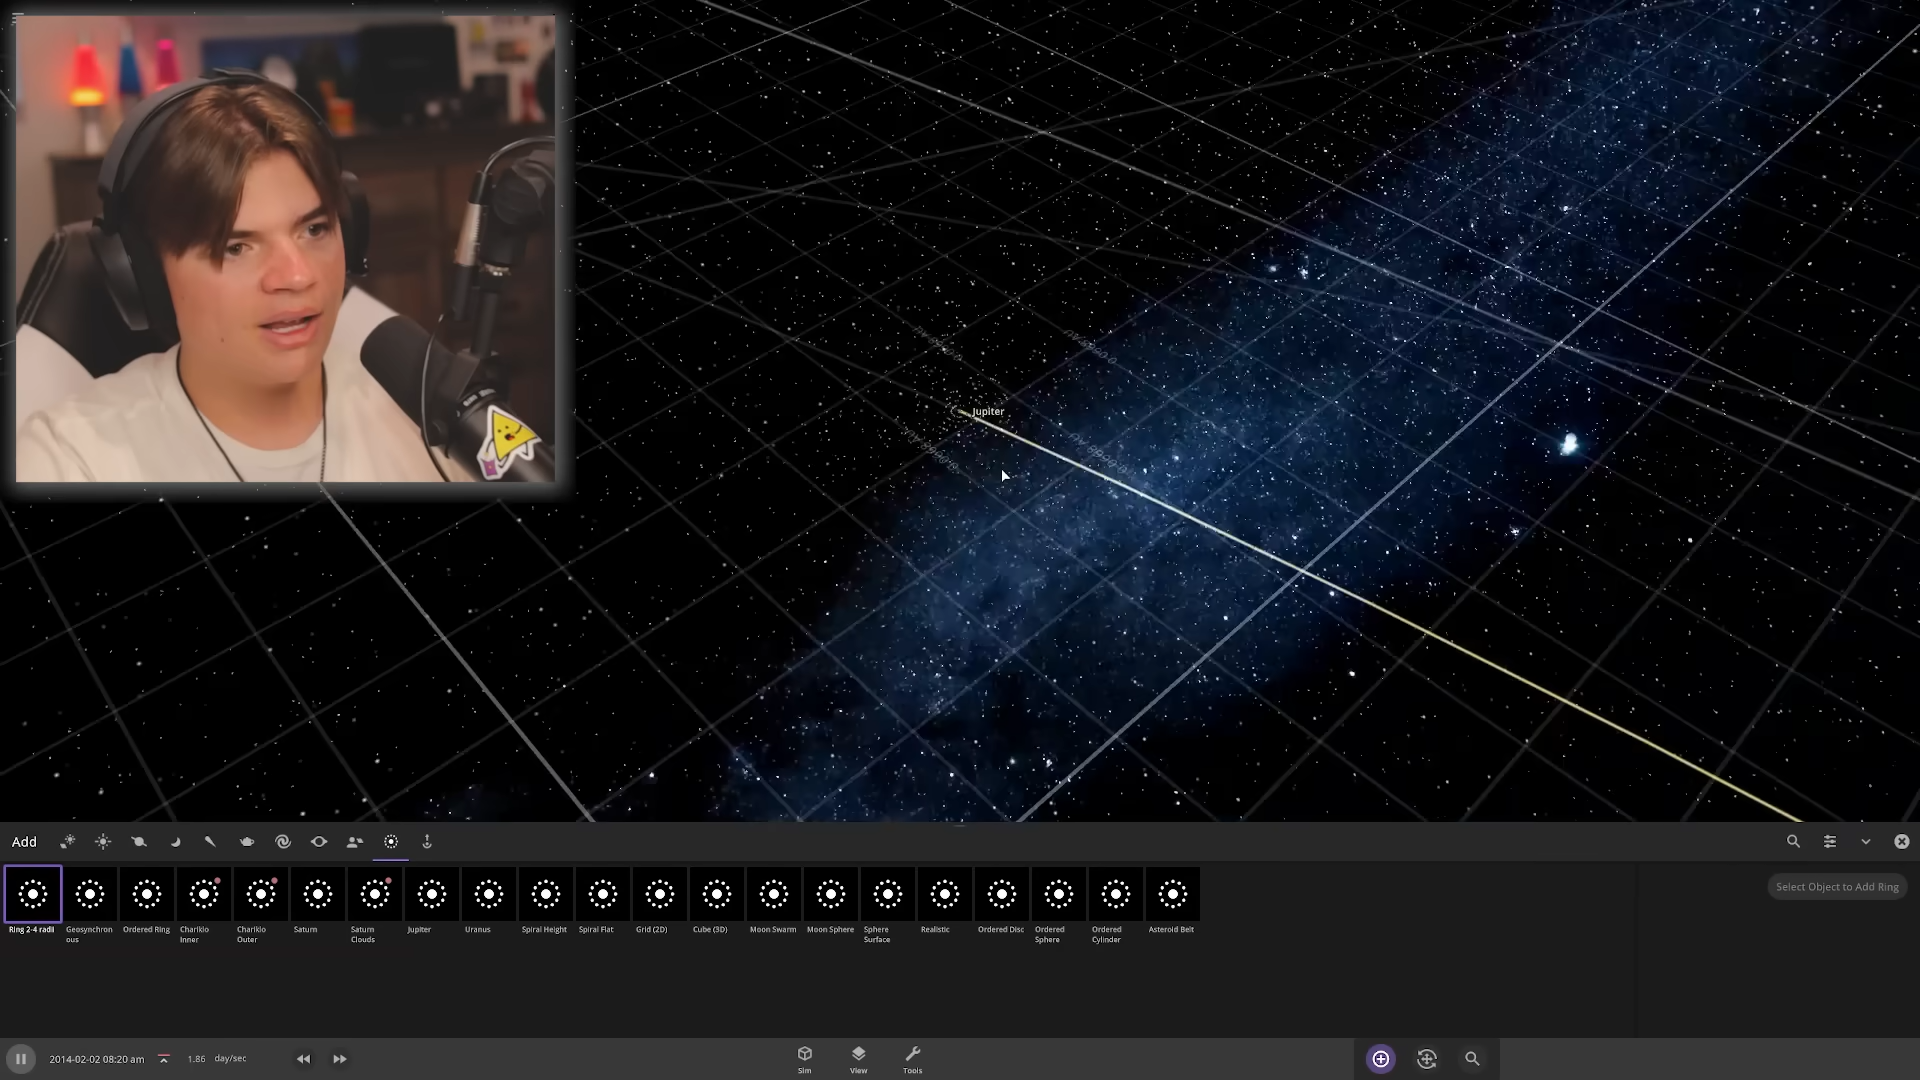 Jupiter
Add
Select Object to Add Ring
Ring 2-4 radii
Geosynchron
ous
Ordered Ring
Chariklo
Inner
Chariklo
Outer
Saturn
Saturn
Clouds
Jupiter
Uranus
Spiral Height
Spiral Flat
Grid (2D)
Cube (3D)
Moon Swarm
Moon Sphere
Sphere
Surface
Realistic
Ordered Disc
Ordered
Sphere
Ordered
Cylinder
Asteroid Belt
2014-02-02 08:20 am
1.86 day/sec
Sim
View
Tools